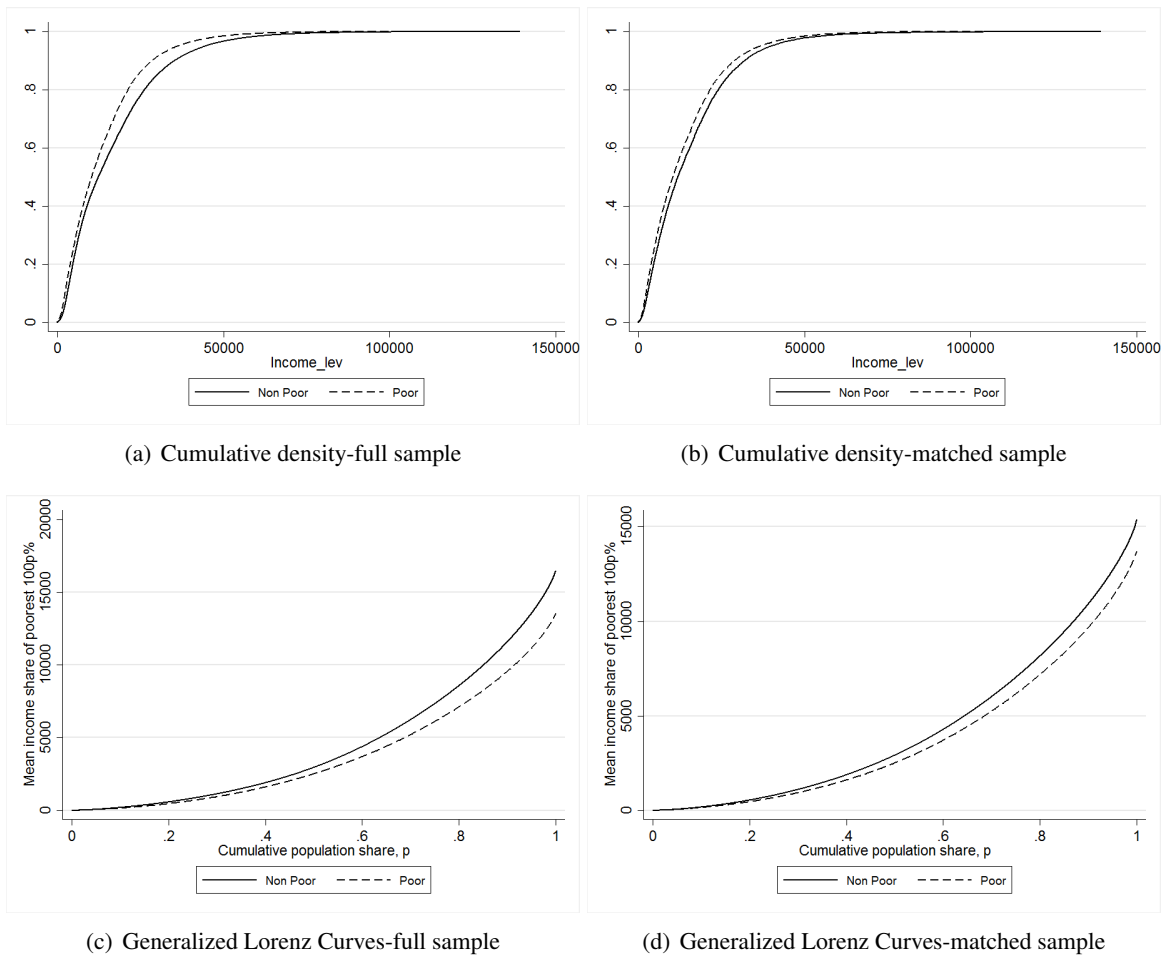 1
.8
.6
.4
.2
0
0 50000 100000 150000
Income_lev
Non Poor Poor
(a) Cumulative density-full sample
1
.8
.6
.4
.2
0
0 50000 100000 150000
Income_lev
Non Poor Poor
(b) Cumulative density-matched sample
Mean income share of poorest 100p%
20000
15000
10000
5000
0
0 .2 .4 .6 .8 1
Cumulative population share, p
Non Poor Poor
(c) Generalized Lorenz Curves-full sample
Mean income share of poorest 100p%
15000
10000
5000
0
0 .2 .4 .6 .8 1
Cumulative population share, p
Non Poor Poor
(d) Generalized Lorenz Curves-matched sample